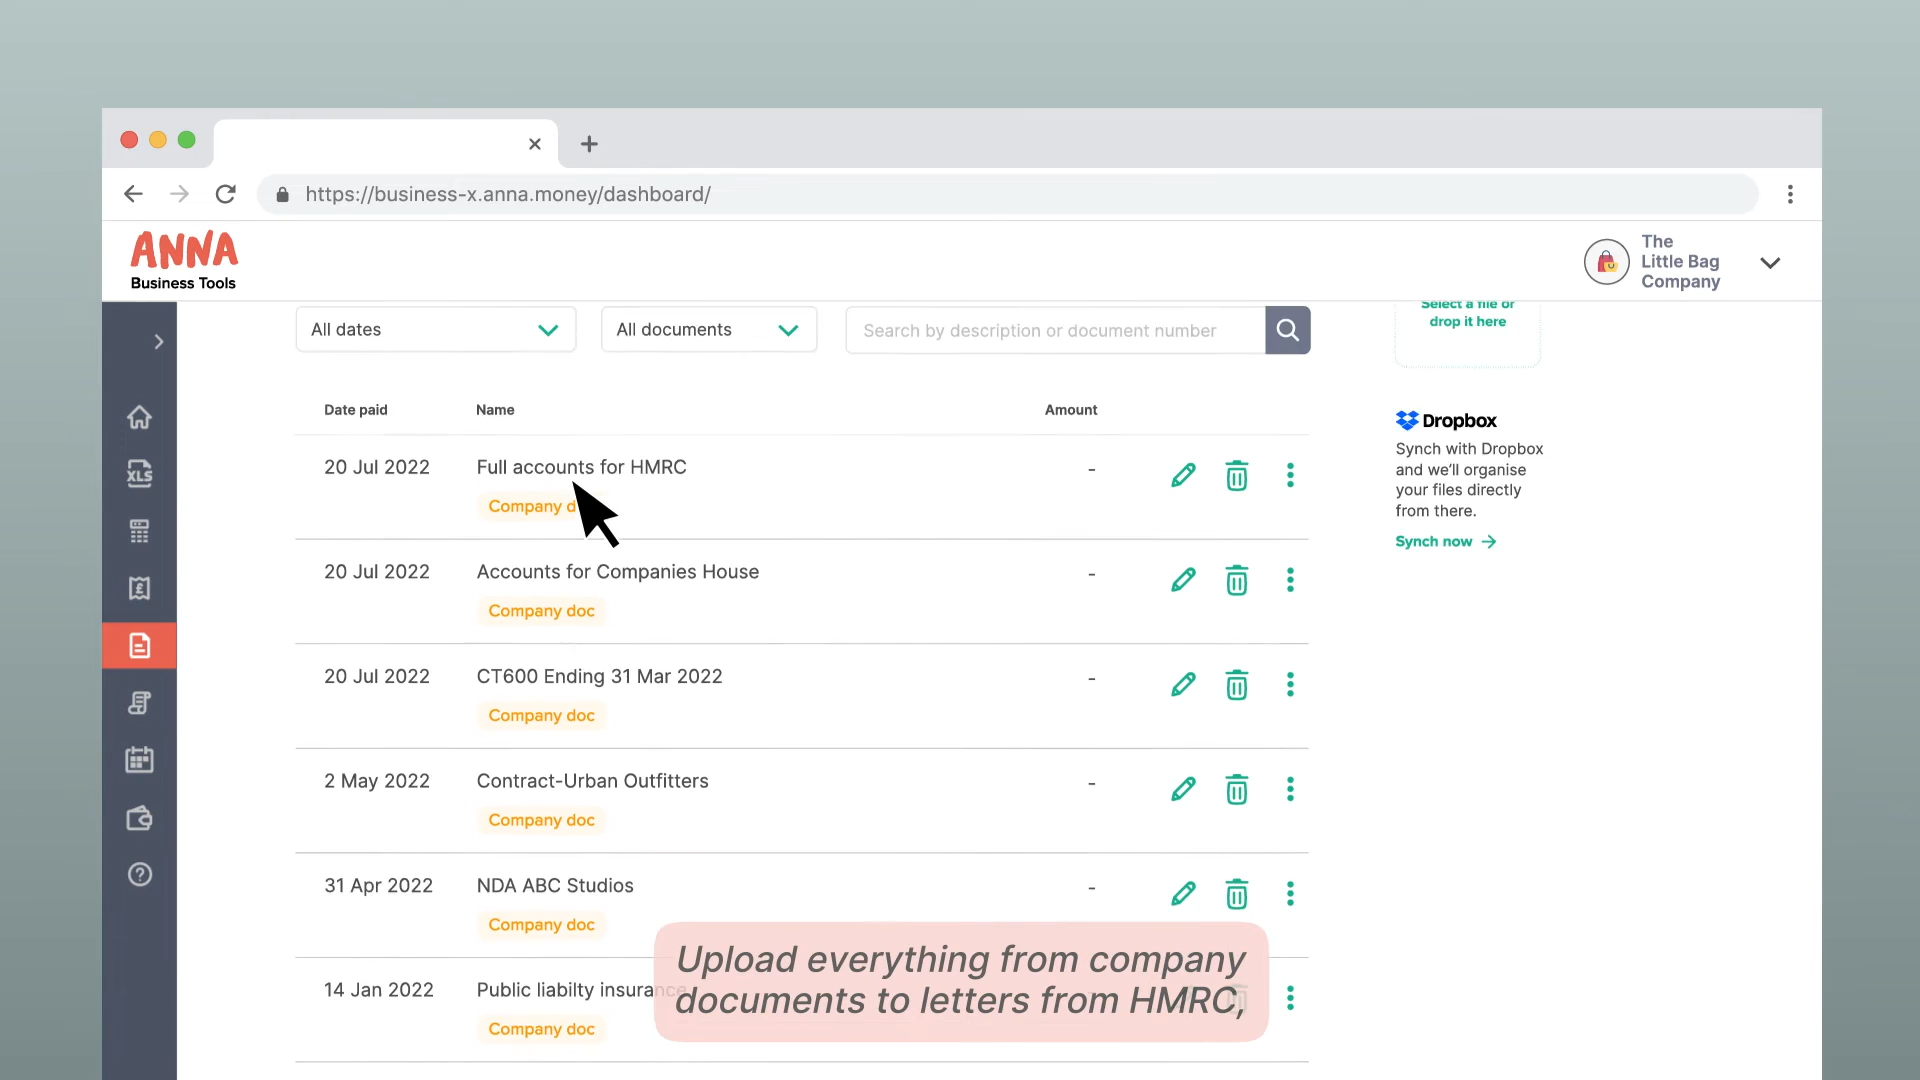 https://business-x.anna.money/dashboard/
ANNA
Business Tools
The
Little Bag
Company
All dates
All documents
Search by description or document number
Select a file or
drop it here
Date paid
Name
Amount
Dropbox
Synch with Dropbox
and we'll organise
your files directly
from there.
Synch now
XLS
£
20 Jul 2022
Full accounts for HMRC
-
Company d
20 Jul 2022
Accounts for Companies House
-
Company doc
20 Jul 2022
CT600 Ending 31 Mar 2022
-
Company doc
2 May 2022
Contract-Urban Outfitters
-
Company doc
31 Apr 2022
NDA ABC Studios
-
Company doc
14 Jan 2022
Public liabilty insurance
Company doc
Upload everything from company
documents to letters from HMRC,